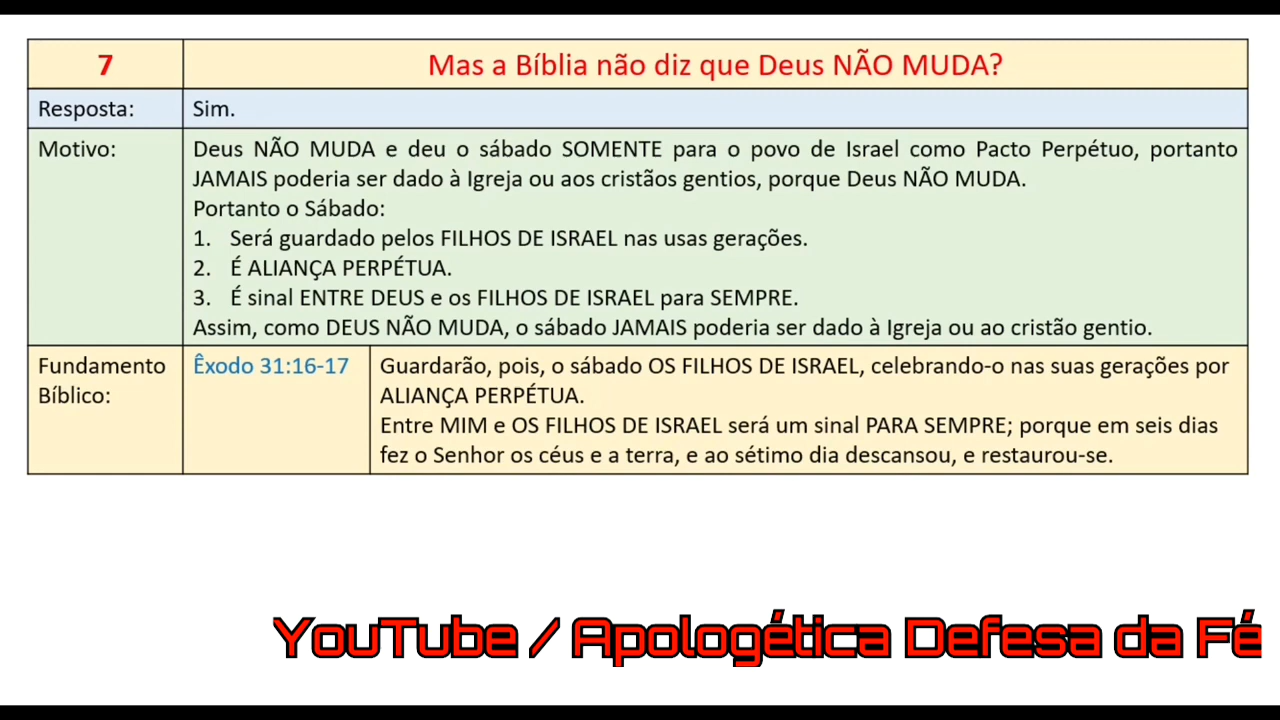 7 Mas a Bíblia não diz que Deus NÃO MUDA?
Resposta: Sim.
Motivo: Deus NÃO MUDA e deu o sábado SOMENTE para o povo de Israel como Pacto Perpétuo, portanto
JAMAIS poderia ser dado à Igreja ou aos cristãos gentios, porque Deus NÃO MUDA.
Portanto o Sábado:
1. Será guardado pelos FILHOS DE ISRAEL nas usas gerações.
2. É ALIANÇA PERPÉTUA.
3. É sinal ENTRE DEUS e os FILHOS DE ISRAEL para SEMPRE.
Assim, como DEUS NÃO MUDA, o sábado JAMAIS poderia ser dado à Igreja ou ao cristão gentio.
Fundamento
Bíblico:
Êxodo 31:16-17
Guardarão, pois, o sábado OS FILHOS DE ISRAEL, celebrando-o nas suas gerações por
ALIANÇA PERPÉTUA.
Entre MIM e OS FILHOS DE ISRAEL será um sinal PARA SEMPRE; porque em seis dias
fez o Senhor os céus e a terra, e ao sétimo dia descansou, e restaurou-se.
YouTube / Apologética Defesa da Fé